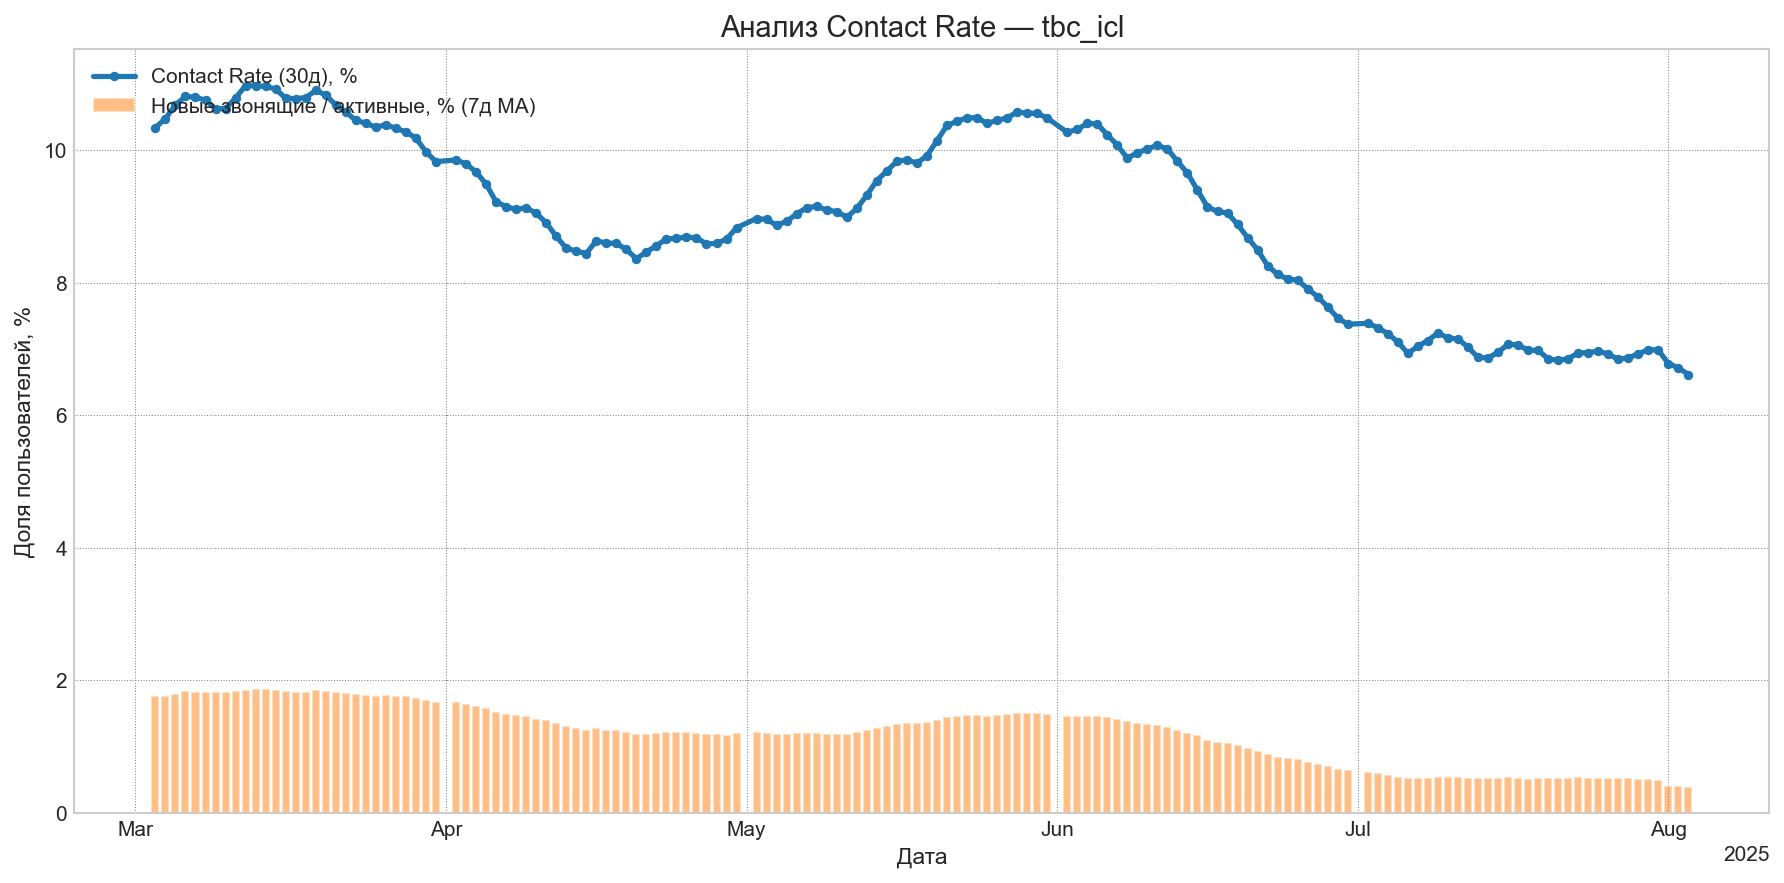 Анализ Contact Rate — tbc_icl
Contact Rate (30д), %
Новые звонящие / активные, % (7д MA)
Доля пользователей, %
10
8
6
4
2
0
Mar
Apr
May
Jun
Jul
Aug
Дата
2025